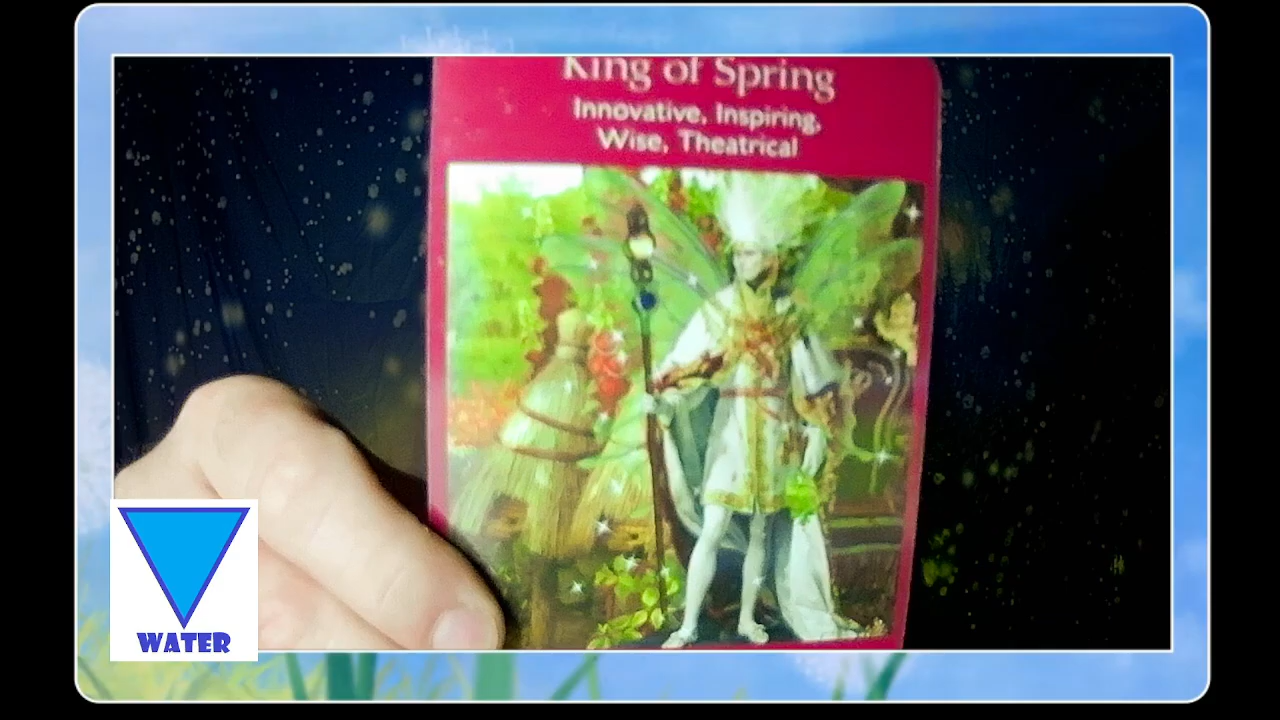 King of Spring
Innovative, Inspiring,
Wise, Theatrical
WATER